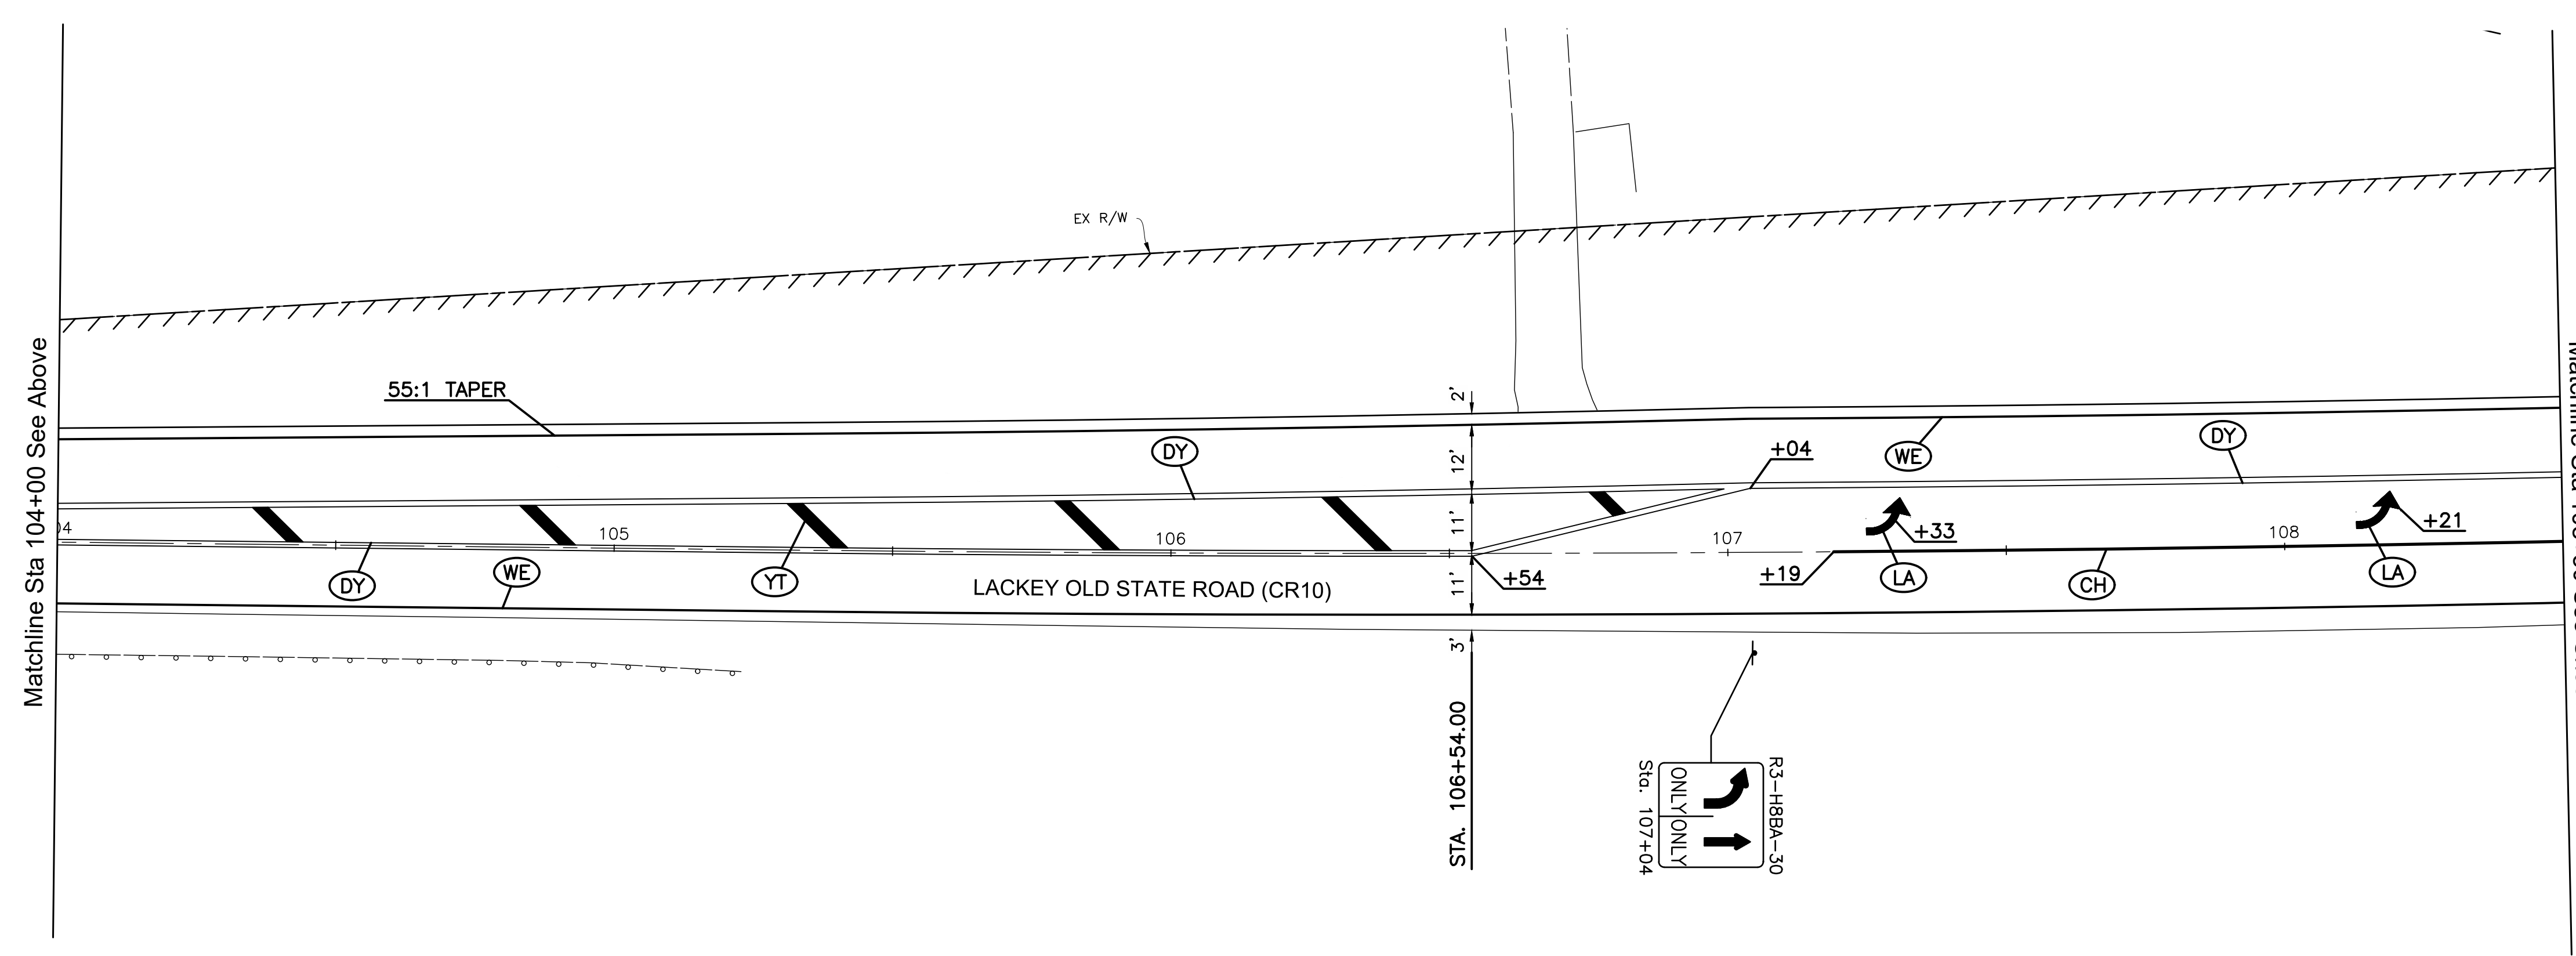 Matchline Sta 104+00 See Above
EX R/W
55:1 TAPER
2'
DY
12'
+04
WE
DY
11'
105
106
107
+33
108
+21
DY
WE
YT
LACKEY OLD STATE ROAD (CR10)
11'
+54
+19
LA
CH
LA
3'
STA. 106+54.00
R3-H8BA-30
ONLY ONLY
Sta. 107+04